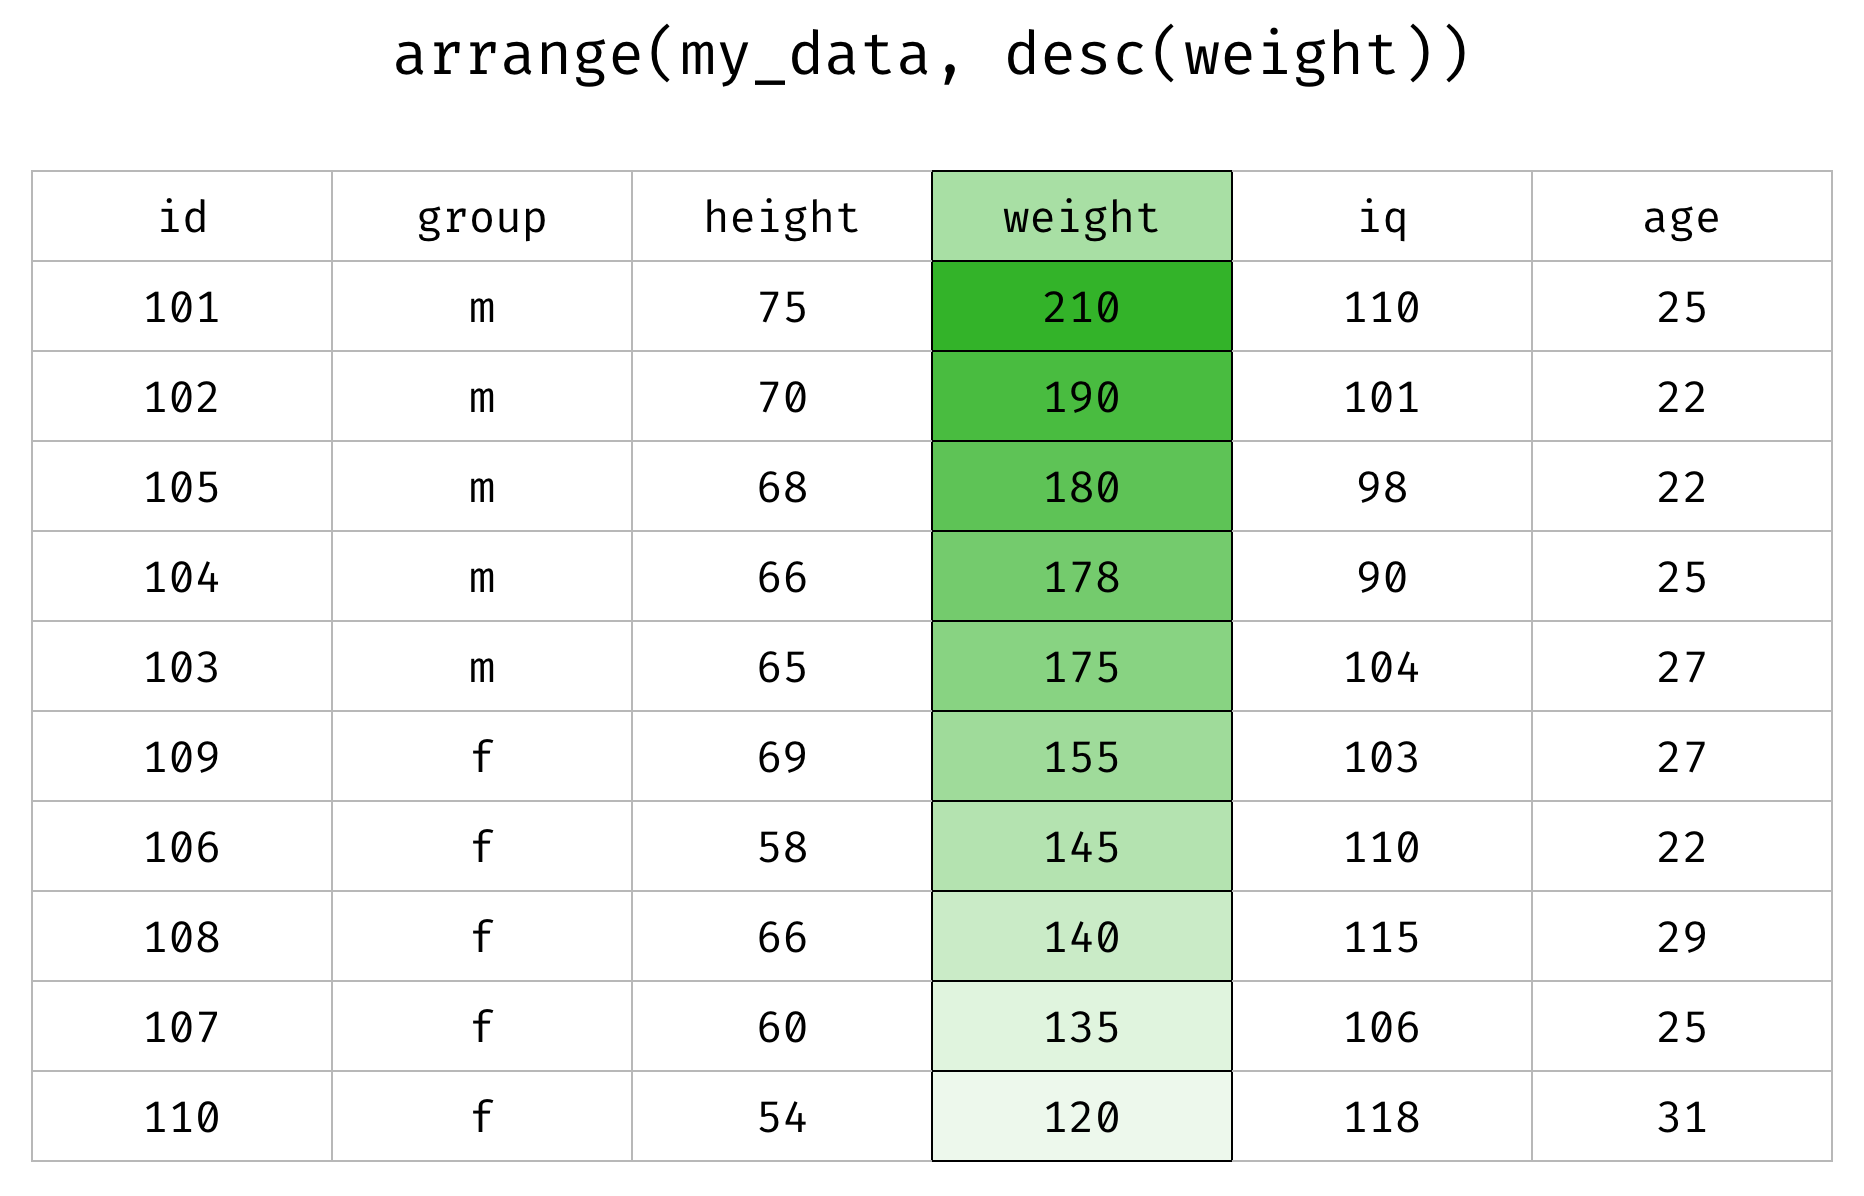 arrange(my_data, desc(weight))
id group height weight iq age
101 m 75 210 110 25
102 m 70 190 101 22
105 m 68 180 98 22
104 m 66 178 90 25
103 m 65 175 104 27
109 f 69 155 103 27
106 f 58 145 110 22
108 f 66 140 115 29
107 f 60 135 106 25
110 f 54 120 118 31